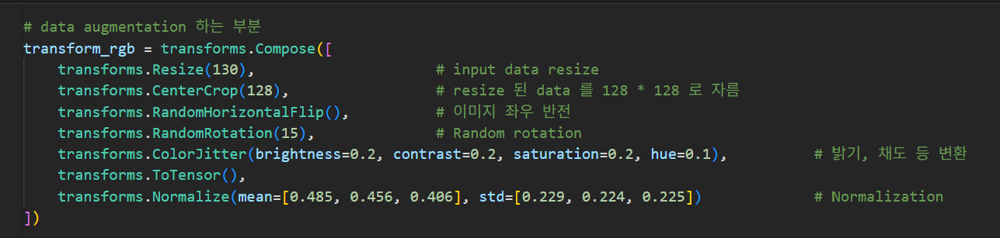 # data augmentation 하는 부분
transform_rgb = transforms.Compose([
    transforms.Resize(130),                     # input data resize
    transforms.CenterCrop(128),                 # resize 된 data 를 128 * 128 로 자름
    transforms.RandomHorizontalFlip(),          # 이미지 좌우 반전
    transforms.RandomRotation(15),              # Random rotation
    transforms.ColorJitter(brightness=0.2, contrast=0.2, saturation=0.2, hue=0.1),          # 밝기, 채도 등 변환
    transforms.ToTensor(),
    transforms.Normalize(mean=[0.485, 0.456, 0.406], std=[0.229, 0.224, 0.225])             # Normalization
])